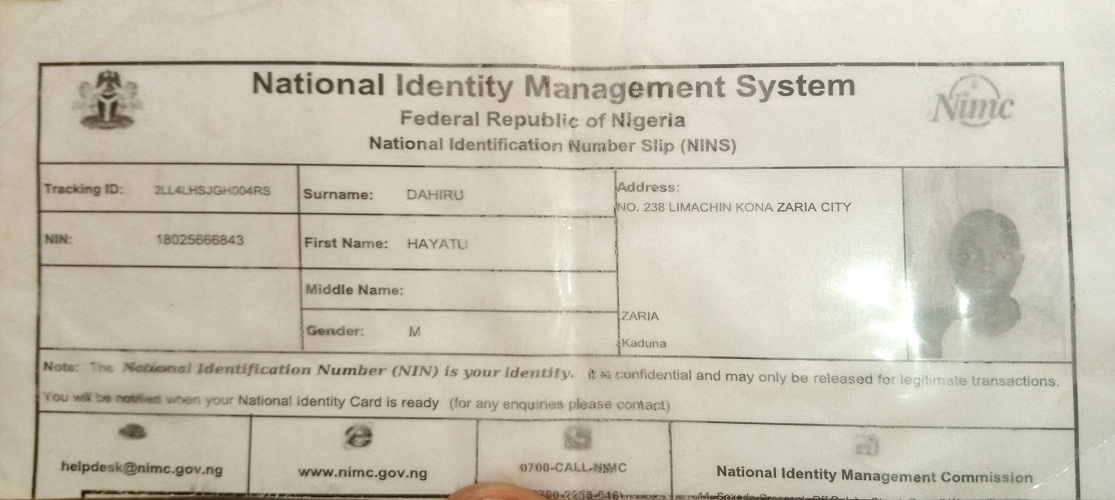 National Identity Management System
Federal Republic of Nigeria
National Identification Number Slip (NINS)
Nimc
Tracking ID: 2LL4LHSJGH004RS
Surname: DAHIRU
Address:
NO. 238 LIMACHIN KONA ZARIA CITY
NIN: 18025666843
First Name: HAYATU
Middle Name:
Gender: M
ZARIA
Kaduna
Note: The National Identification Number (NIN) is your identity. It is confidential and may only be released for legitimate transactions.
You will be notified when your National Identity Card is ready (for any enquiries please contact)
helpdesk@nimc.gov.ng
www.nimc.gov.ng
0700-CALL-NIMC
National Identity Management Commission